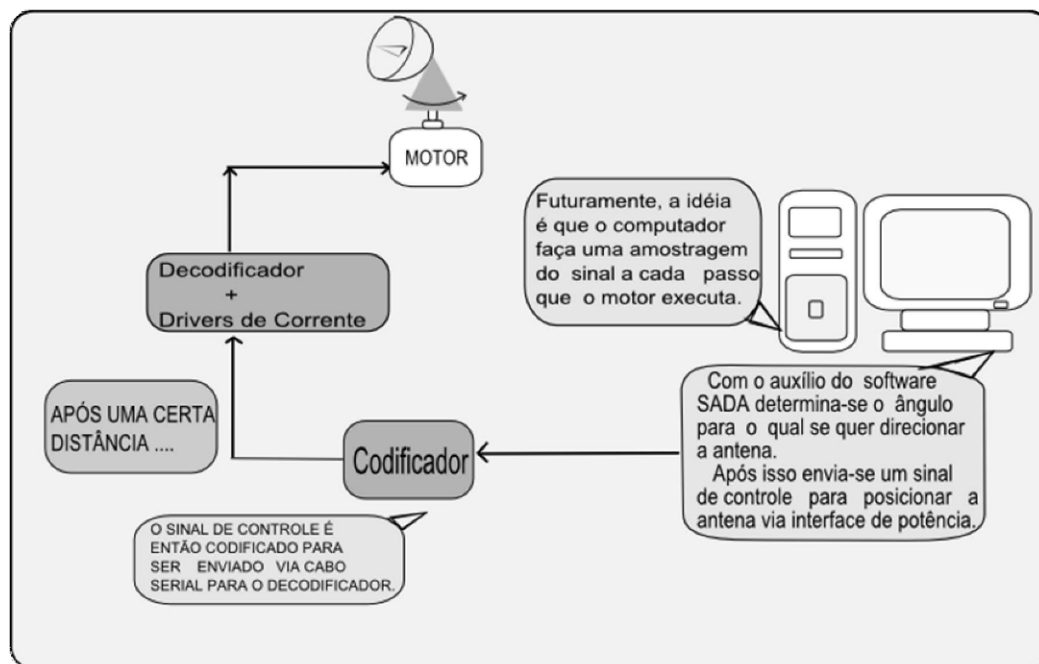 MOTOR
Futuramente, a idéia
é que o computador
faça uma amostragem
do sinal a cada passo
que o motor executa.
Decodificador
+
Drivers de Corrente
Com o auxílio do software
SADA determina-se o ângulo
para o qual se quer direcionar
a antena.
Após isso envia-se um sinal
de controle para posicionar a
antena via interface de potência.
APÓS UMA CERTA
DISTÂNCIA ....
Codificador
O SINAL DE CONTROLE É
ENTÃO CODIFICADO PARA
SER ENVIADO VIA CABO
SERIAL PARA O DECODIFICADOR.